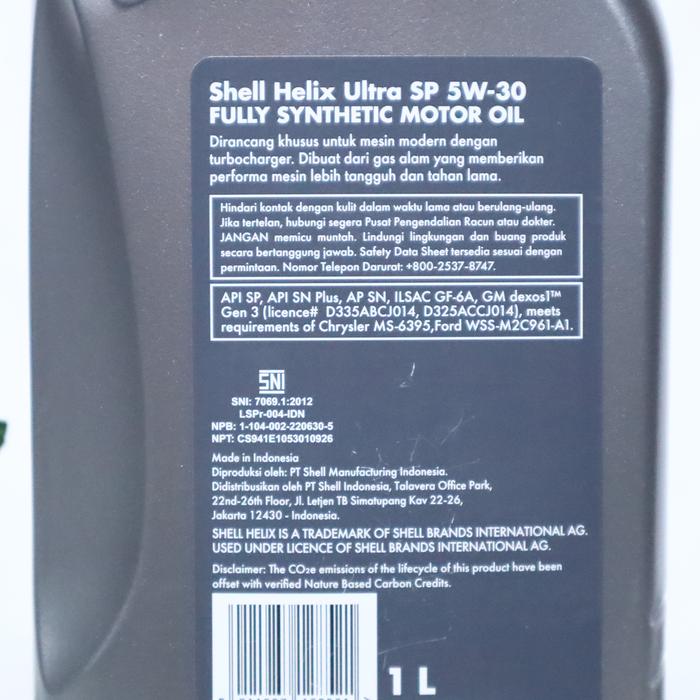 Shell Helix Ultra SP 5W-30
FULLY SYNTHETIC MOTOR OIL
Dirancang khusus untuk mesin modern dengan
turbocharger. Dibuat dari gas alam yang memberikan
performa mesin lebih tangguh dan tahan lama.
Hindari kontak dengan kulit dalam waktu lama atau berulang-ulang.
Jika tertelan, hubungi segera Pusat Pengendalian Racun atau dokter.
JANGAN memicu muntah. Lindungi lingkungan dan buang produk
secara bertanggung jawab. Safety Data Sheet tersedia sesuai dengan
permintaan. Nomor Telepon Darurat: +800-2537-8747.
API SP, API SN Plus, AP SN, ILSAC GF-6A, GM dexos1™
Gen 3 (licence# D335ABCJ014, D325ACCJ014), meets
requirements of Chrysler MS-6395,Ford WSS-M2C961-A1.
SNI
SNI: 7069.1:2012
LSPr-004-IDN
NPB: 1-104-002-220630-5
NPT: CS941E1053010926
Made in Indonesia
Diproduksi oleh: PT Shell Manufacturing Indonesia.
Didistribusikan oleh PT Shell Indonesia, Talavera Office Park,
22nd-26th Floor, Jl. Letjen TB Simatupang Kav 22-26,
Jakarta 12430 - Indonesia.
SHELL HELIX IS A TRADEMARK OF SHELL BRANDS INTERNATIONAL AG.
USED UNDER LICENCE OF SHELL BRANDS INTERNATIONAL AG.
Disclaimer: The CO₂e emissions of the lifecycle of this product have been
offset with verified Nature Based Carbon Credits.
1 L